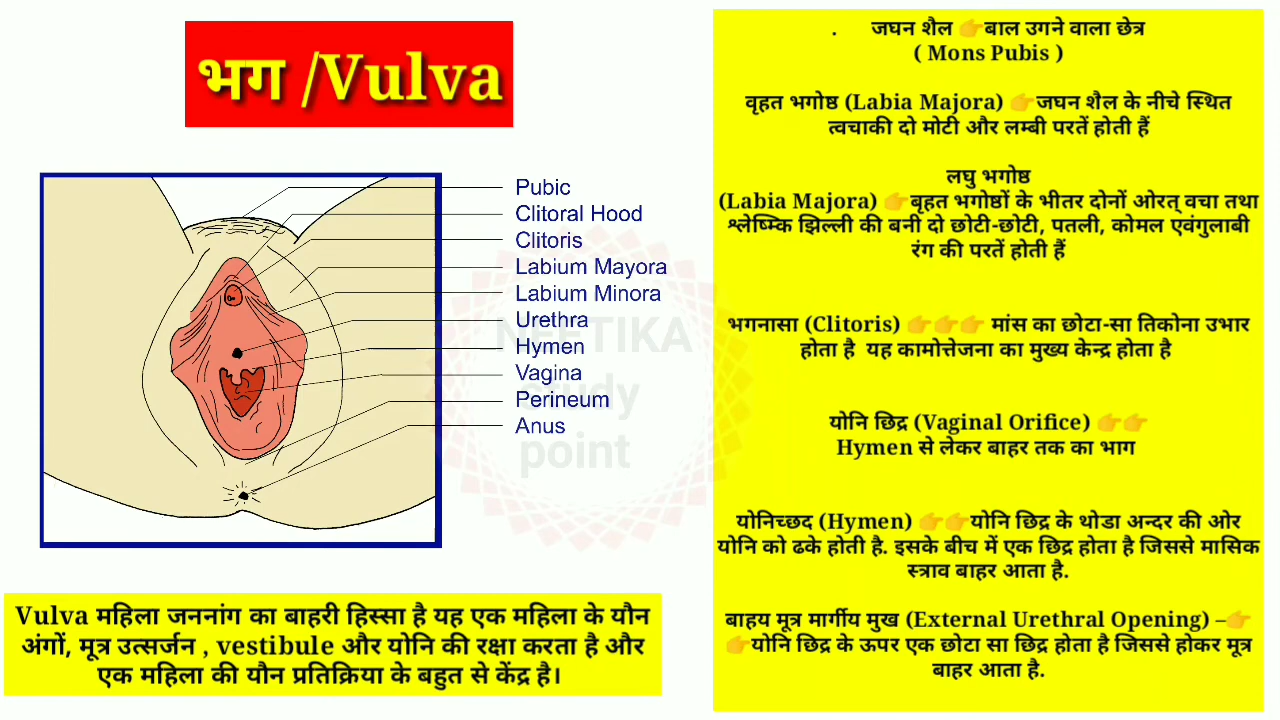 भग /Vulva
Pubic
Clitoral Hood
Clitoris
Labium Mayora
Labium Minora
Urethra
Hymen
Vagina
Perineum
Anus
NEETIKA
study
point
Vulva महिला जननांग का बाहरी हिस्सा है यह एक महिला के यौन
अंगों, मूत्र उत्सर्जन , vestibule और योनि की रक्षा करता है और
एक महिला की यौन प्रतिक्रिया के बहुत से केंद्र है।
. जघन शैल 👉बाल उगने वाला छेत्र
( Mons Pubis )
वृहत भगोष्ठ (Labia Majora) 👉जघन शैल के नीचे स्थित
त्वचाकी दो मोटी और लम्बी परतें होती हैं
लघु भगोष्ठ
(Labia Majora) 👉बृहत भगोष्ठों के भीतर दोनों ओरत् वचा तथा
श्लेष्म्कि झिल्ली की बनी दो छोटी-छोटी, पतली, कोमल एवंगुलाबी
रंग की परतें होती हैं
भगनासा (Clitoris) 👉👉👉 मांस का छोटा-सा तिकोना उभार
होता है यह कामोत्तेजना का मुख्य केन्द्र होता है
योनि छिद्र (Vaginal Orifice) 👉👉
Hymen से लेकर बाहर तक का भाग
योनिच्छद (Hymen) 👉👉योनि छिद्र के थोडा अन्दर की ओर
योनि को ढके होती है. इसके बीच में एक छिद्र होता है जिससे मासिक
स्त्राव बाहर आता है.
बाहय मूत्र मार्गीय मुख (External Urethral Opening) –👉
👉योनि छिद्र के ऊपर एक छोटा सा छिद्र होता है जिससे होकर मूत्र
बाहर आता है.